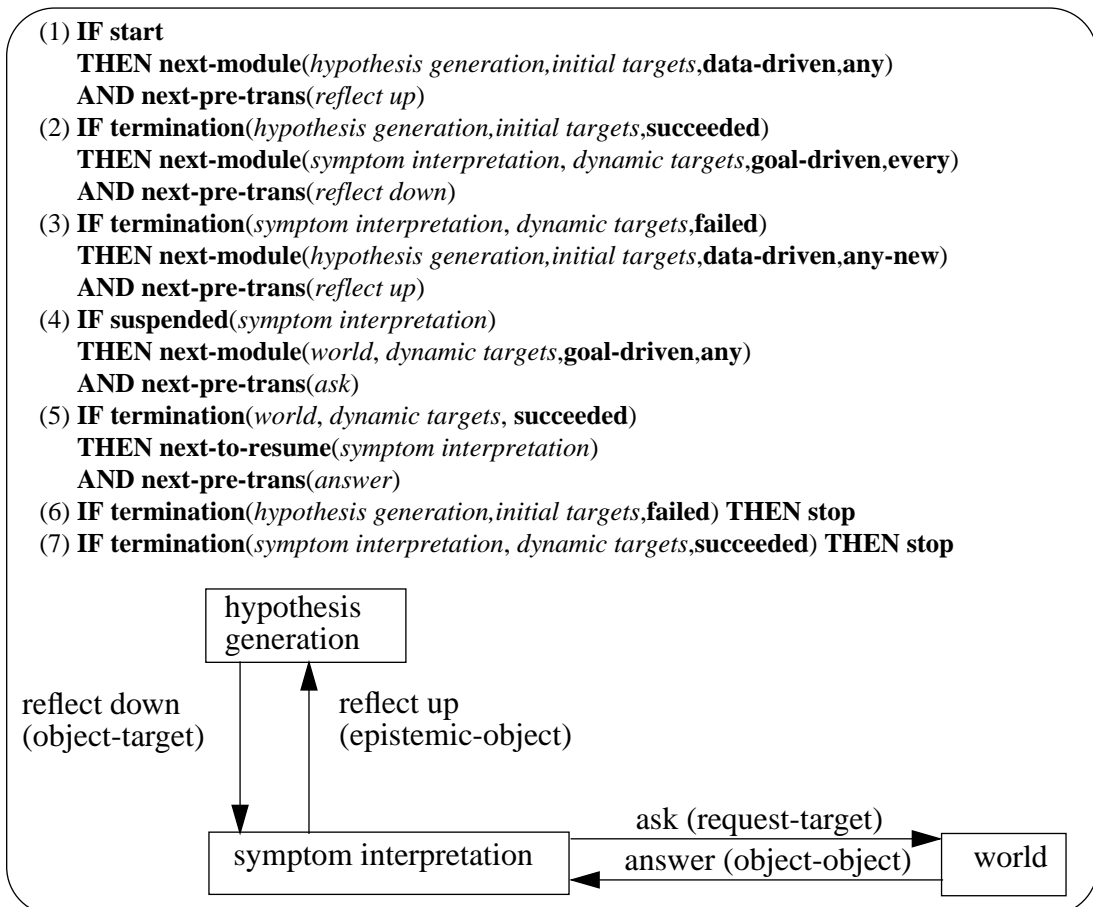 (1) IF start
THEN next-module(hypothesis generation,initial targets,data-driven,any)
AND next-pre-trans(reflect up)
(2) IF termination(hypothesis generation,initial targets,succeeded)
THEN next-module(symptom interpretation, dynamic targets,goal-driven,every)
AND next-pre-trans(reflect down)
(3) IF termination(symptom interpretation, dynamic targets,failed)
THEN next-module(hypothesis generation,initial targets,data-driven,any-new)
AND next-pre-trans(reflect up)
(4) IF suspended(symptom interpretation)
THEN next-module(world, dynamic targets,goal-driven,any)
AND next-pre-trans(ask)
(5) IF termination(world, dynamic targets, succeeded)
THEN next-to-resume(symptom interpretation)
AND next-pre-trans(answer)
(6) IF termination(hypothesis generation,initial targets,failed) THEN stop
(7) IF termination(symptom interpretation, dynamic targets,succeeded) THEN stop
hypothesis
generation
reflect down
(object-target)
reflect up
(epistemic-object)
symptom interpretation
ask (request-target)
answer (object-object)
world